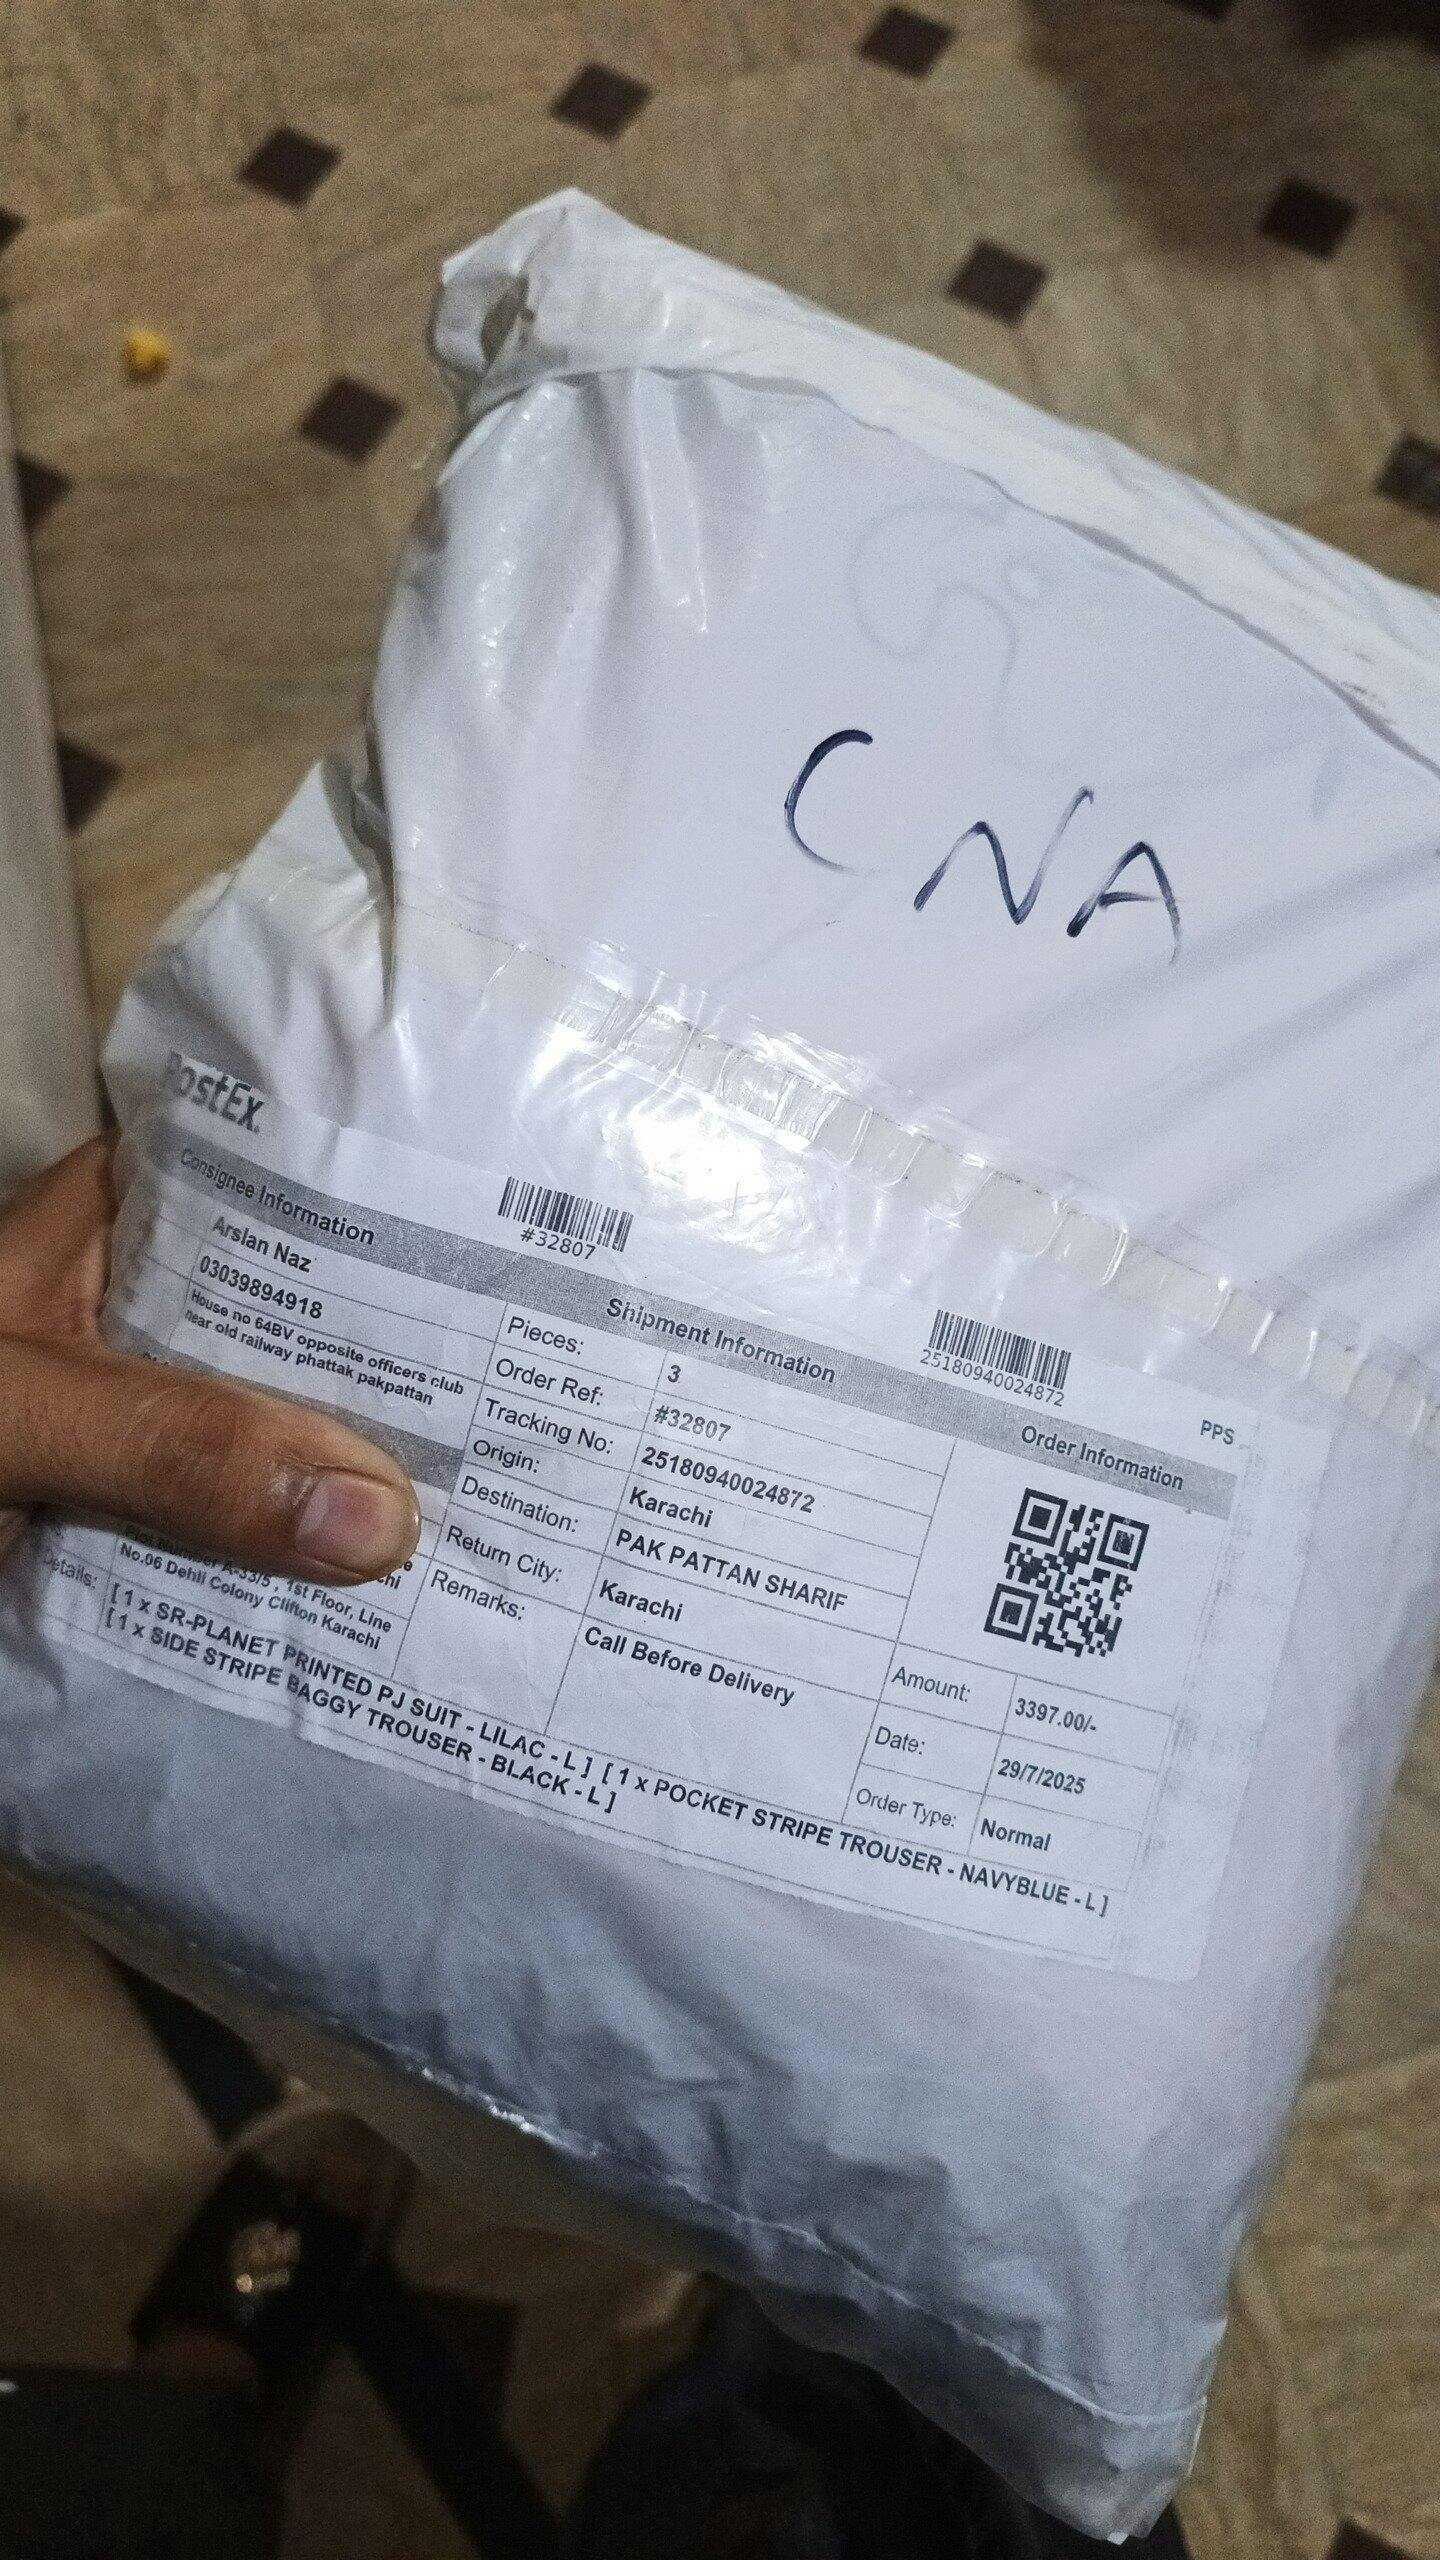 CNA
PostEx
#32807
25180940024872
PPS
Consignee Information
Arslan Naz
03039894918
House no 64BV opposite officers club
near old railway phattak pakpattan
Shipment Information
Pieces: 3
Order Ref: #32807
Tracking No: 25180940024872
Origin: Karachi
Destination: PAK PATTAN SHARIF
Return City: Karachi
Remarks: Call Before Delivery
Order Information
Amount: 3397.00/-
Date: 29/7/2025
Order Type: Normal
Plot Number A-33/5 , 1st Floor, Line
No.06 Dehli Colony Clifton Karachi
Details: [ 1 x SR-PLANET PRINTED PJ SUIT - LILAC - L ] [ 1 x POCKET STRIPE TROUSER - NAVYBLUE - L ]
[ 1 x SIDE STRIPE BAGGY TROUSER - BLACK - L ]